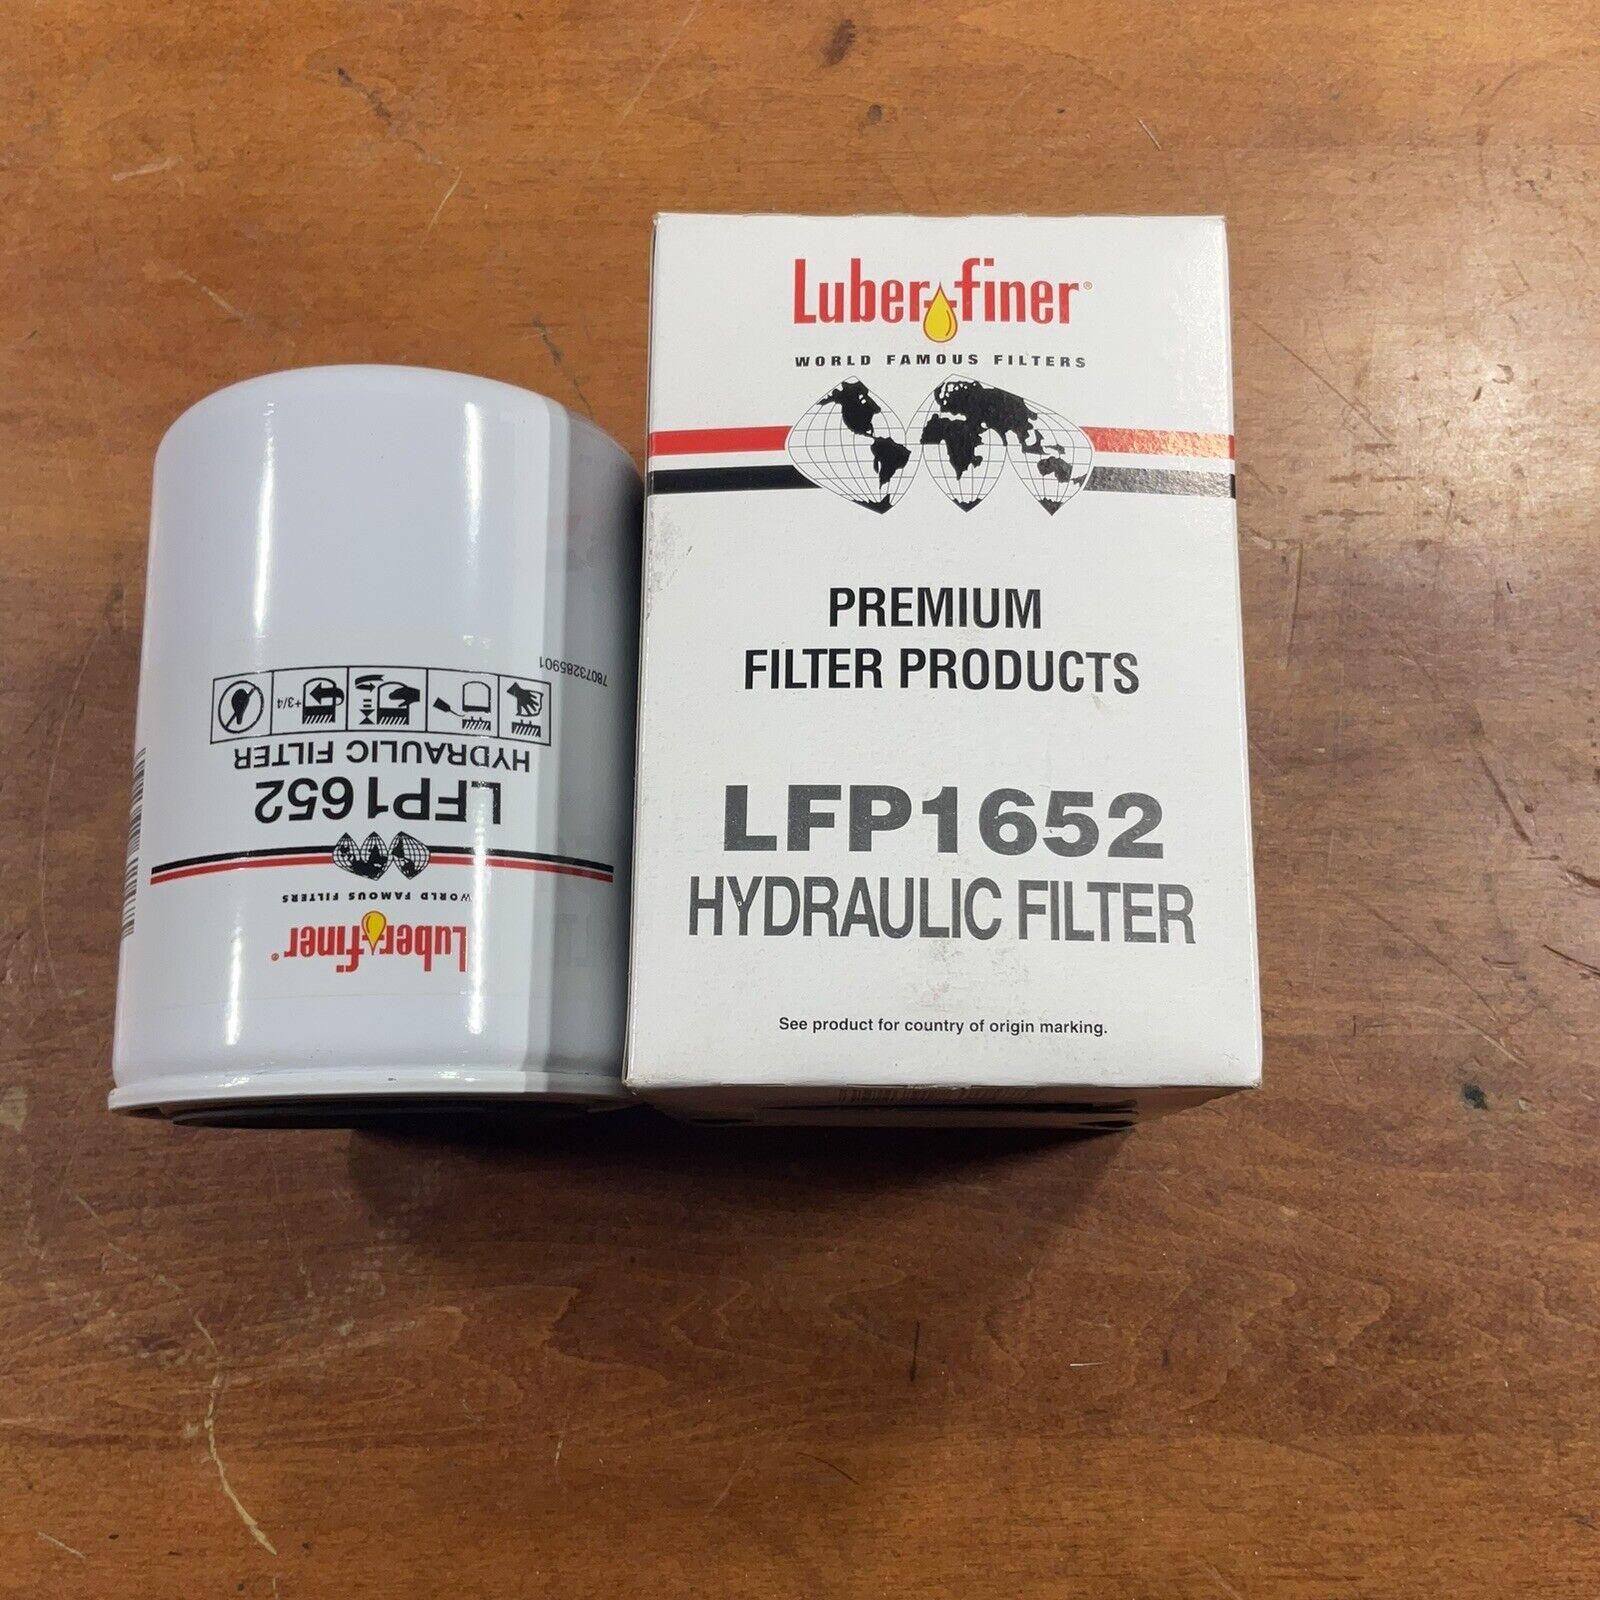 Luber-finer®
WORLD FAMOUS FILTERS
PREMIUM
FILTER PRODUCTS
LFP1652
HYDRAULIC FILTER
See product for country of origin marking.
Luber-finer®
WORLD FAMOUS FILTERS
LFP1652
HYDRAULIC FILTER
+3/4
78073285901